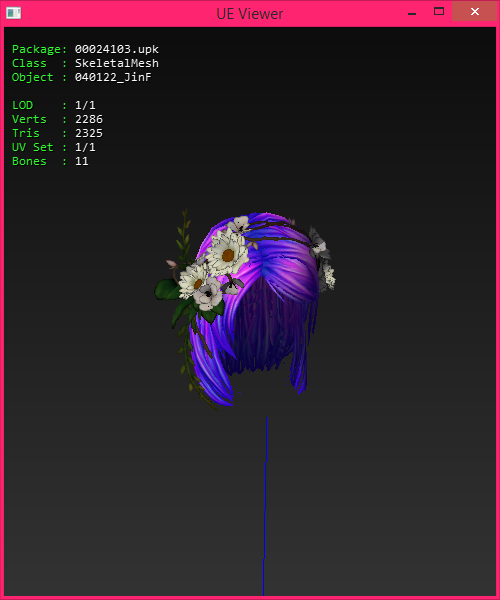 UE Viewer
Package: 00024103.upk
Class : SkeletalMesh
Object : 040122_JinF
LOD : 1/1
Verts : 2286
Tris : 2325
UV Set : 1/1
Bones : 11